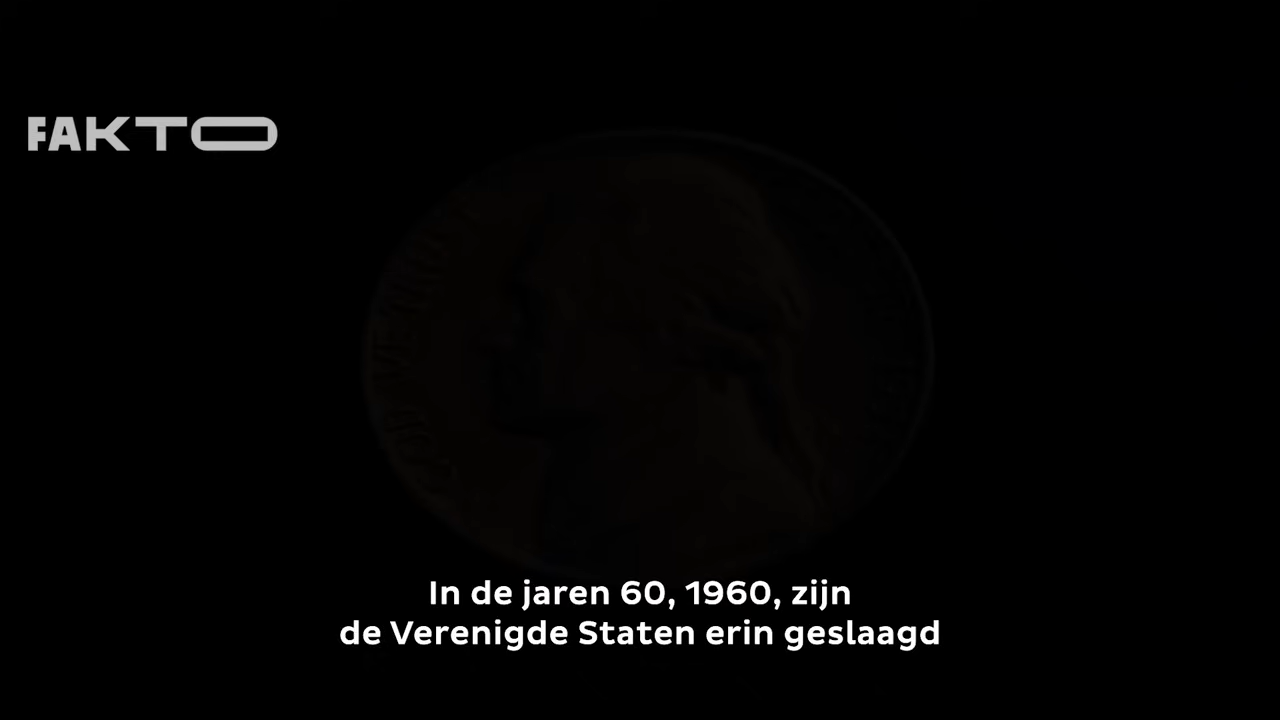 FAKTO
In de jaren 60, 1960, zijn
de Verenigde Staten erin geslaagd